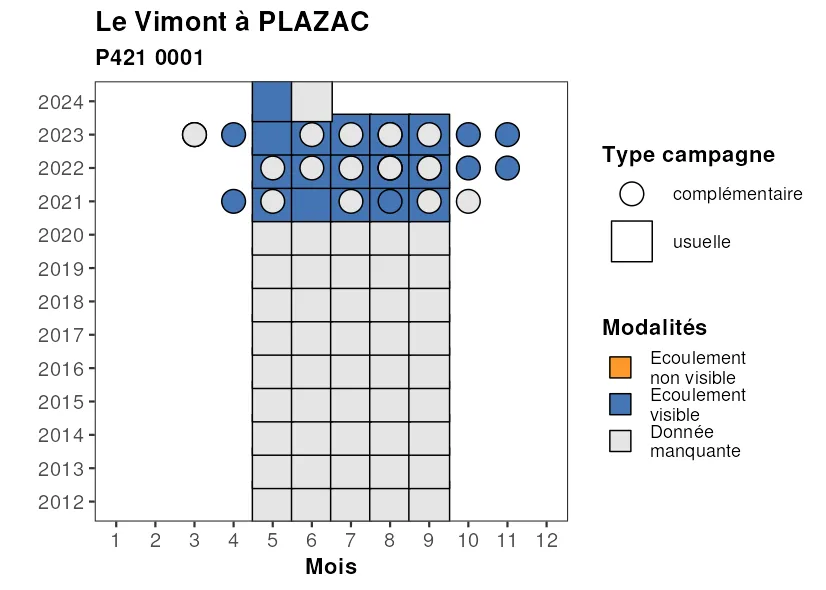 Le Vimont à PLAZAC
P421 0001
2024
2023
2022
2021
2020
2019
2018
2017
2016
2015
2014
2013
2012
1 2 3 4 5 6 7 8 9 10 11 12
Mois
Type campagne
complémentaire
usuelle
Modalités
Ecoulement
non visible
Ecoulement
visible
Donnée
manquante